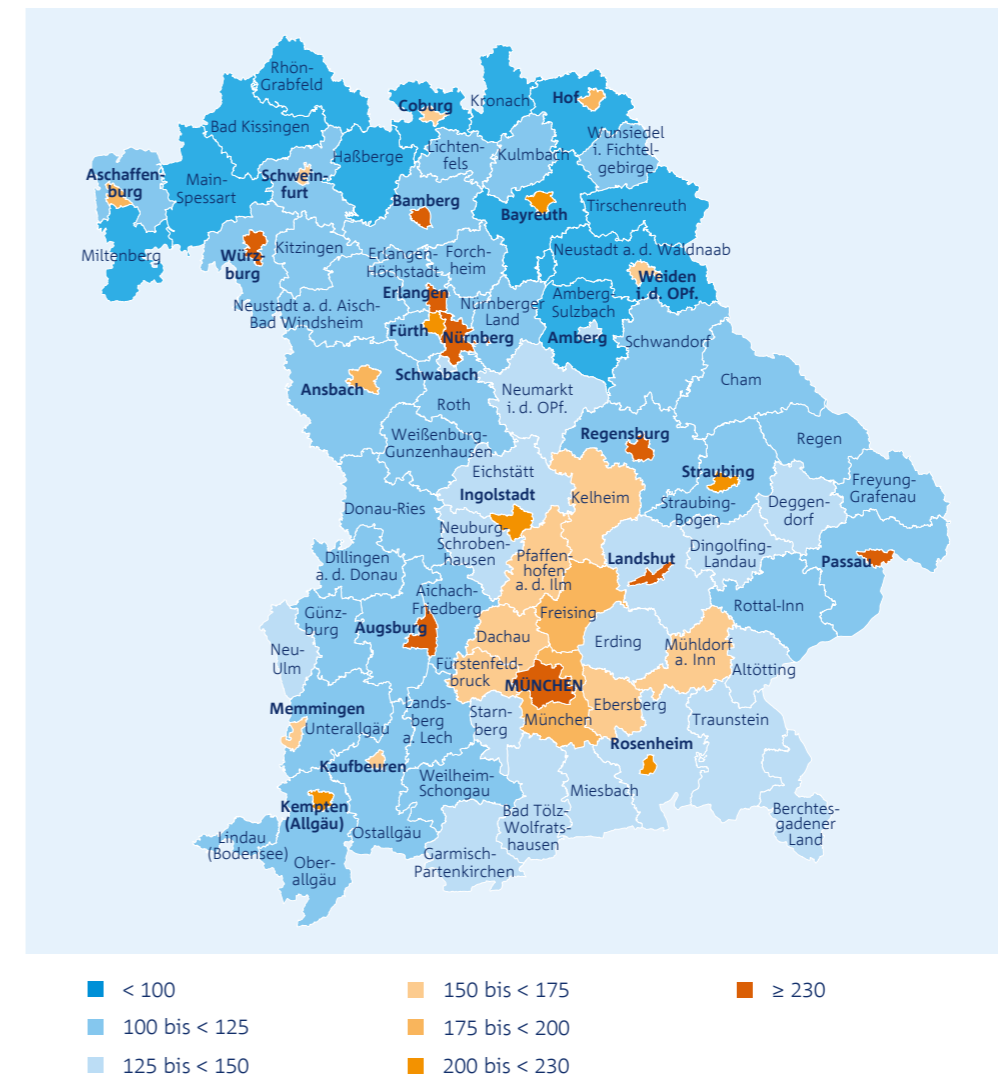 Rhön-
Grabfeld
Coburg
Kronach
Hof
Bad Kissingen
Wunsiedel
i. Fichtel-
gebirge
Lichten-
fels
Kulmbach
Haßberge
Aschaffen-
burg
Main-
Spessart
Schwein-
furt
Bamberg
Bayreuth
Tirschenreuth
Miltenberg
Würz-
burg
Kitzingen
Erlangen-
Höchstadt
Forch-
heim
Neustadt a. d. Waldnaab
Weiden
i. d. OPf.
Erlangen
Neustadt a. d. Aisch-
Bad Windsheim
Nürnberger
Land
Amberg-
Sulzbach
Fürth
Nürnberg
Amberg
Schwandorf
Schwabach
Ansbach
Neumarkt
i. d. OPf.
Cham
Roth
Weißenburg-
Gunzenhausen
Regensburg
Regen
Eichstätt
Straubing
Ingolstadt
Kelheim
Freyung-
Grafenau
Donau-Ries
Straubing-
Bogen
Deggen-
dorf
Neuburg-
Schroben-
hausen
Dillingen
a. d. Donau
Pfaffen-
hofen
a. d. Ilm
Landshut
Dingolfing-
Landau
Passau
Aichach-
Friedberg
Günz-
burg
Augsburg
Freising
Rottal-Inn
Neu-
Ulm
Dachau
Erding
Mühldorf
a. Inn
Altötting
Fürstenfeld-
bruck
MÜNCHEN
Memmingen
Unterallgäu
Lands-
berg
a. Lech
Starn-
berg
München
Ebersberg
Traunstein
Rosenheim
Kaufbeuren
Weilheim-
Schongau
Miesbach
Kempten
(Allgäu)
Ostallgäu
Bad Tölz-
Wolfrats-
hausen
Berchtes-
gadener
Land
Lindau
(Bodensee)
Ober-
allgäu
Garmisch-
Partenkirchen
< 100
100 bis < 125
125 bis < 150
150 bis < 175
175 bis < 200
200 bis < 230
≥ 230